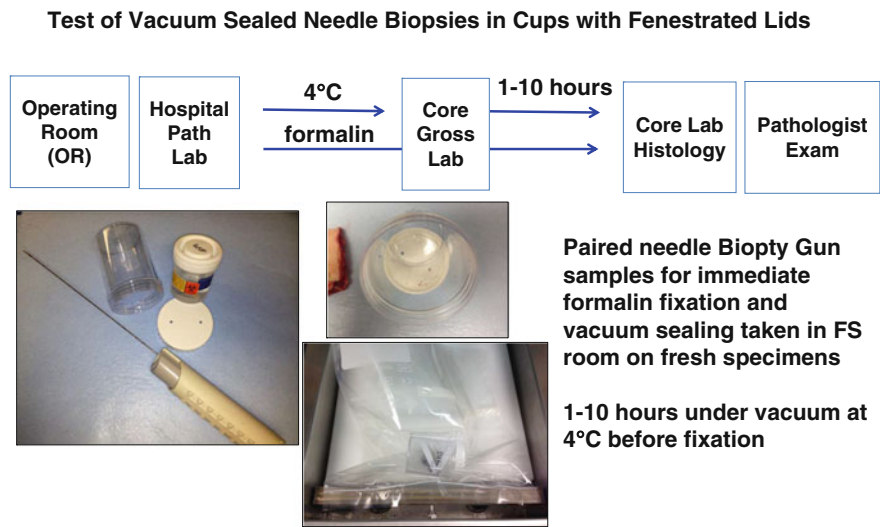 Test of Vacuum Sealed Needle Biopsies in Cups with Fenestrated Lids
Operating
Room
(OR)
Hospital
Path
Lab
4°C
formalin
Core
Gross
Lab
1-10 hours
Core Lab
Histology
Pathologist
Exam
Paired needle Biopty Gun
samples for immediate
formalin fixation and
vacuum sealing taken in FS
room on fresh specimens
1-10 hours under vacuum at
4°C before fixation